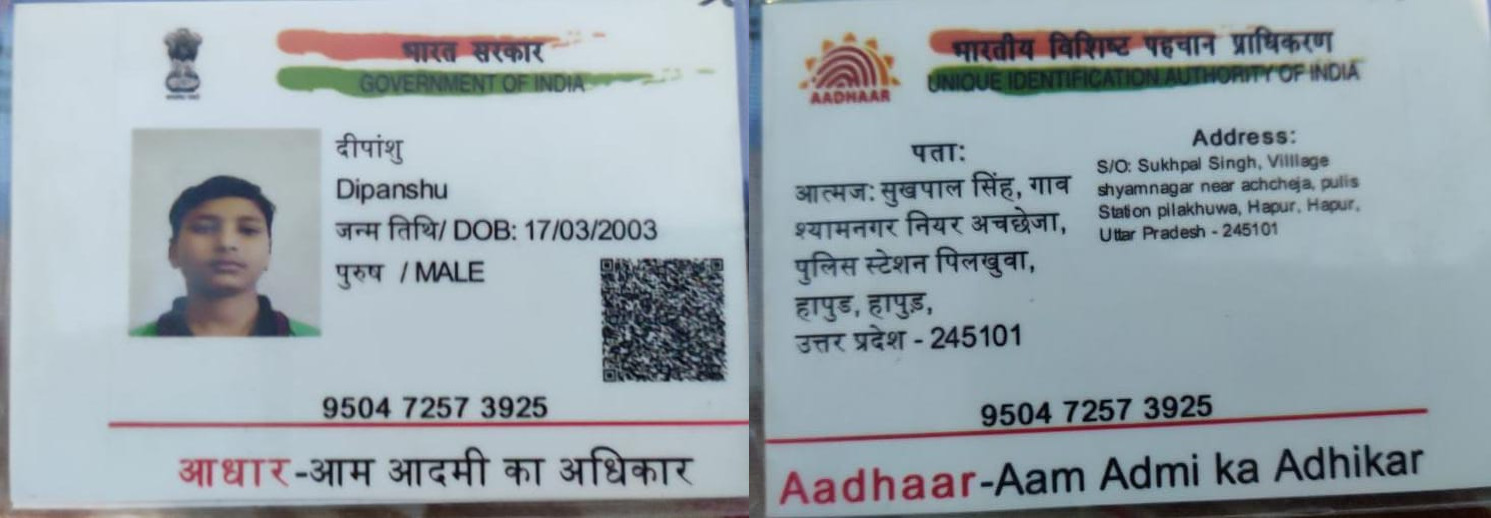 भारत सरकार
GOVERNMENT OF INDIA
दीपांशु
Dipanshu
जन्म तिथि/ DOB: 17/03/2003
पुरुष / MALE
9504 7257 3925
आधार-आम आदमी का अधिकार
भारतीय विशिष्ट पहचान प्राधिकरण
UNIQUE IDENTIFICATION AUTHORITY OF INDIA
AADHAAR
पता:
आत्मज: सुखपाल सिंह, गाव
श्यामनगर नियर अचछेजा,
पुलिस स्टेशन पिलखुवा,
हापुड, हापुड़,
उत्तर प्रदेश - 245101
Address:
S/O: Sukhpal Singh, Villlage
shyamnagar near achcheja, pulis
Station pilakhuwa, Hapur, Hapur,
Uttar Pradesh - 245101
9504 7257 3925
Aadhaar-Aam Admi ka Adhikar